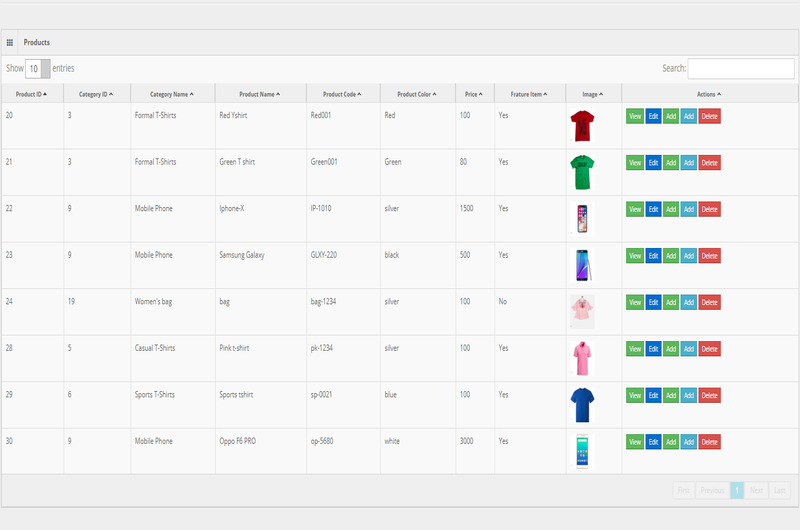 Products
Show 10 entries Search:
Product ID Category ID Category Name Product Name Product Code Product Color Price Frature Item Image Actions
20 3 Formal T-Shirts Red Yshirt Red001 Red 100 Yes View Edit Add Add Delete
21 3 Formal T-Shirts Green T shirt Green001 Green 80 Yes View Edit Add Add Delete
22 9 Mobile Phone Iphone-X IP-1010 silver 1500 Yes View Edit Add Add Delete
23 9 Mobile Phone Samsung Galaxy GLXY-220 black 500 Yes View Edit Add Add Delete
24 19 Women's bag bag bag-1234 silver 100 No View Edit Add Add Delete
28 5 Casual T-Shirts Pink t-shirt pk-1234 silver 100 Yes View Edit Add Add Delete
29 6 Sports T-Shirts Sports tshirt sp-0021 blue 100 Yes View Edit Add Add Delete
30 9 Mobile Phone Oppo F6 PRO op-5680 white 3000 Yes View Edit Add Add Delete
First Previous 1 Next Last